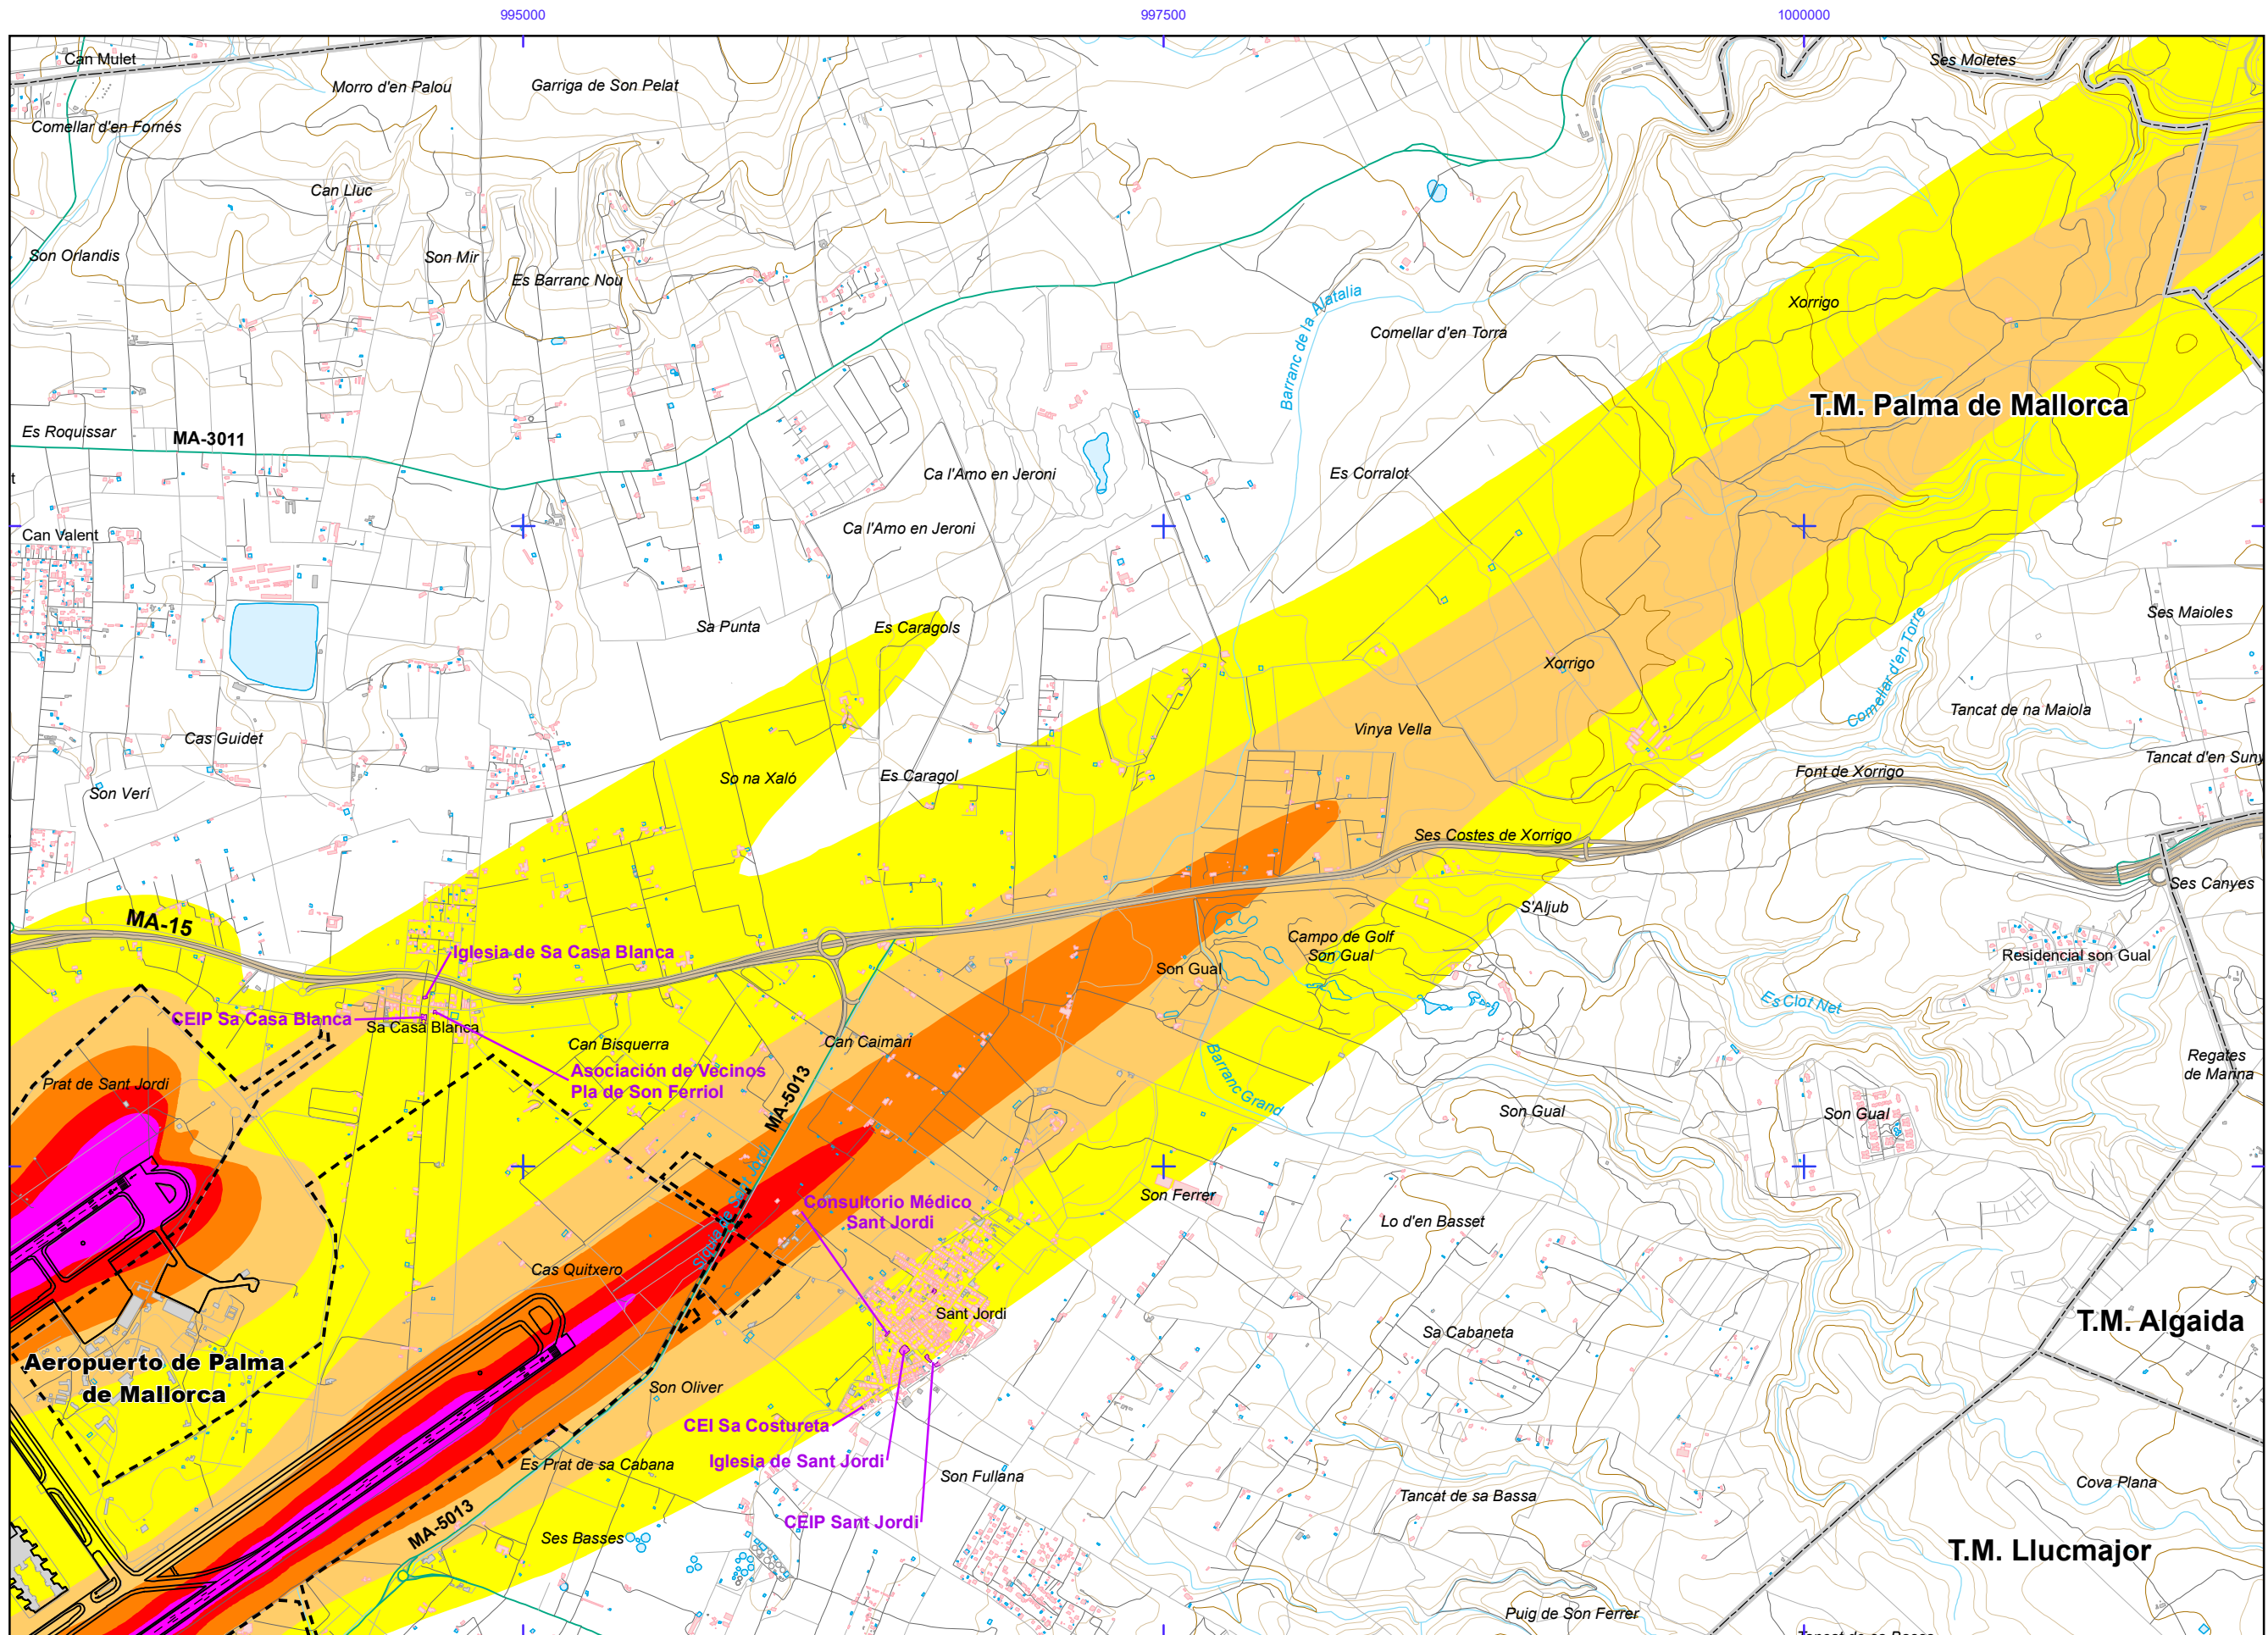 995000
997500
1000000
Can Mulet
Ses Moletes
Morro d'en Palou
Garriga de Son Pelat
Comellar d'en Fornés
Can Lluc
Son Orlandis
Son Mir
Es Barranc Nou
Barranc de la Alatalia
Xorrigo
Comellar d'en Torra
T.M. Palma de Mallorca
Es Roquissar
MA-3011
Ca l'Amo en Jeroni
Es Corralot
t
Can Valent
Ca l'Amo en Jeroni
Sa Punta
Es Caragols
Ses Maioles
Xorrigo
Comellar d'en Torre
Tancat de na Maiola
Cas Guidet
Vinya Vella
Tancat d'en Suny
So na Xaló
Es Caragol
Font de Xorrigo
Son Verí
Ses Costes de Xorrigo
Ses Canyes
MA-15
S'Aljub
Campo de Golf
Son Gual
Iglesia de Sa Casa Blanca
Son Gual
Residencial son Gual
Es Clot Net
CEIP Sa Casa Blanca
Sa Casa Blanca
Can Bisquerra
Can Caimari
Asociación de Vecinos
Pla de Son Ferriol
MA-5013
Barranc Grand
Regates
de Marina
Prat de Sant Jordi
Son Gual
Son Gual
Síquia de Sant Jordi
Consultorio Médico
Sant Jordi
Son Ferrer
Lo d'en Basset
Cas Quitxero
Sant Jordi
Sa Cabaneta
T.M. Algaida
Aeropuerto de Palma
de Mallorca
Son Oliver
CEI Sa Costureta
Es Prat de sa Cabana
Iglesia de Sant Jordi
Son Fullana
Cova Plana
Tancat de sa Bassa
MA-5013
Ses Basses
CEIP Sant Jordi
T.M. Llucmajor
Puig de Son Ferrer